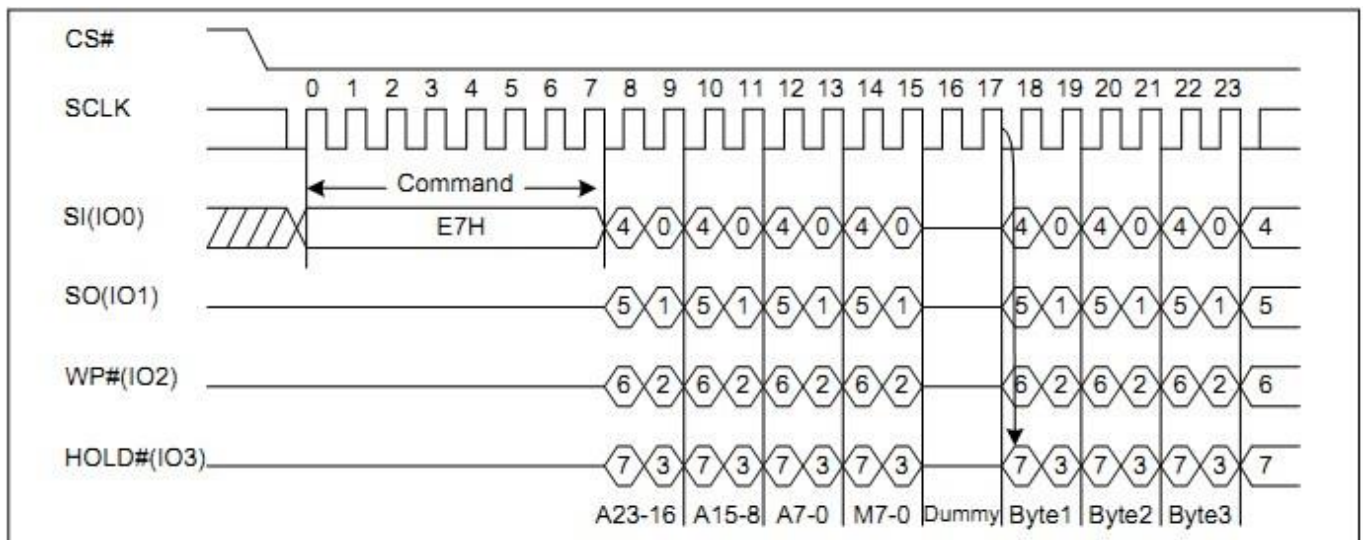 CS#
0 1 2 3 4 5 6 7 8 9 10 11 12 13 14 15 16 17 18 19 20 21 22 23
SCLK
Command
SI(IO0) E7H 4 0 4 0 4 0 4 0 4 0 4 0 4 0 4
SO(IO1) 5 1 5 1 5 1 5 1 5 1 5 1 5 1 5
WP#(IO2) 6 2 6 2 6 2 6 2 6 2 6 2 6 2 6
HOLD#(IO3) 7 3 7 3 7 3 7 3 7 3 7 3 7 3 7
A23-16 A15-8 A7-0 M7-0 Dummy Byte1 Byte2 Byte3